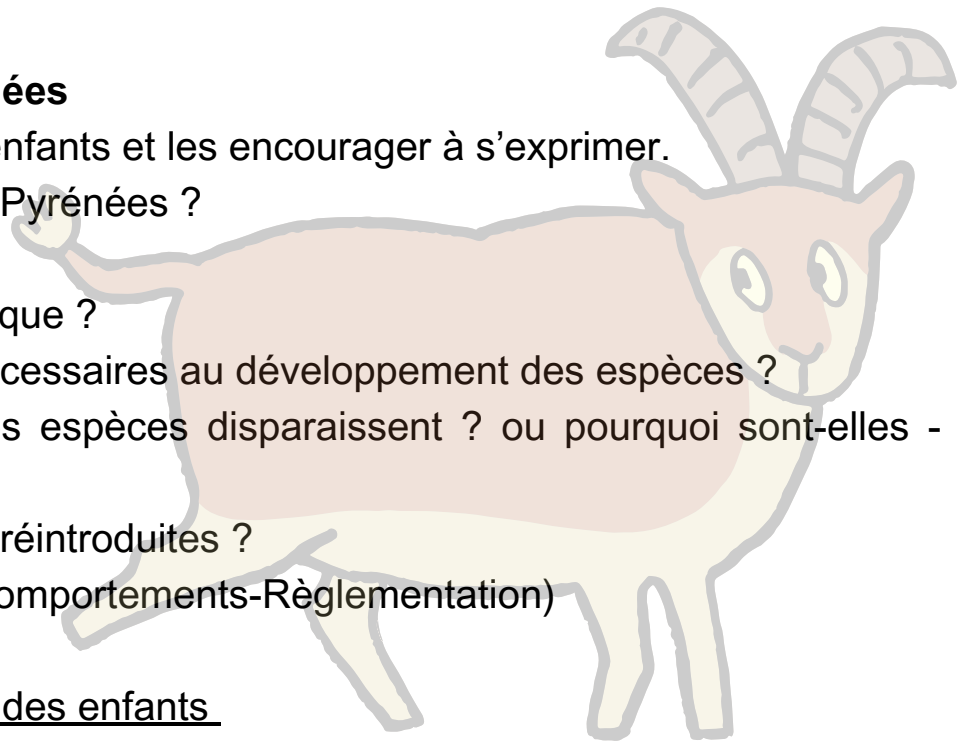 ées
enfants et les encourager à s’exprimer.
Pyrénées ?
que ?
cessaires au développement des espèces ?
s espèces disparaissent ? ou pourquoi sont-elles -
réintroduites ?
omportements-Règlementation)
des enfants